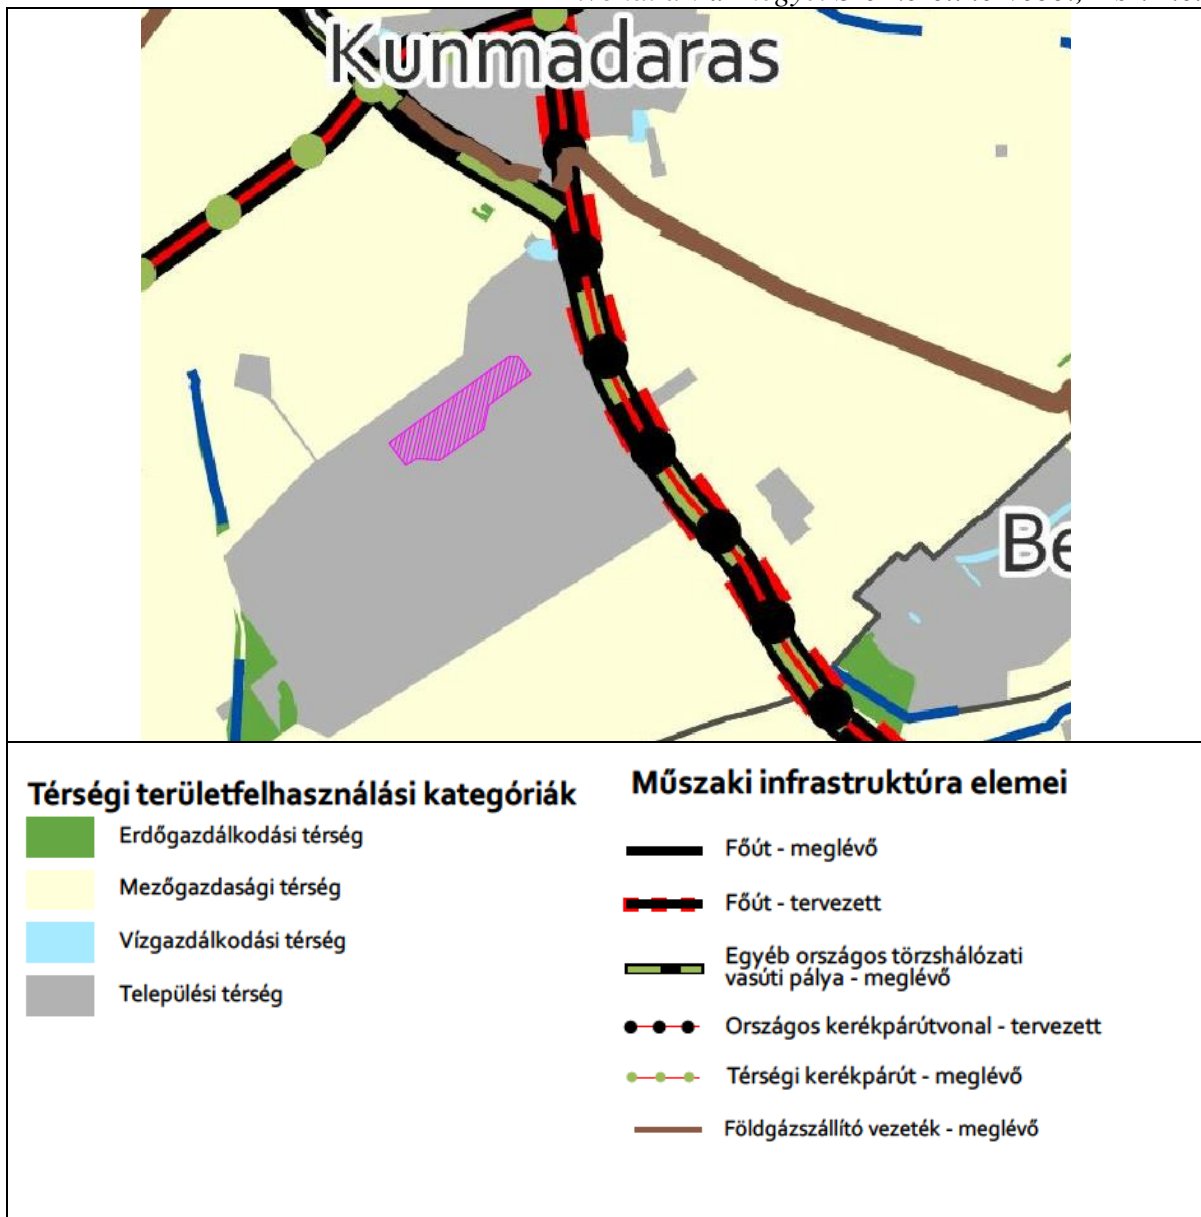 Kunmadaras
Be
Térségi területfelhasználási kategóriák
Erdőgazdálkodási térség
Mezőgazdasági térség
Vízgazdálkodási térség
Települési térség
Műszaki infrastruktúra elemei
Főút - meglévő
Főút - tervezett
Egyéb országos törzshálózati
vasúti pálya - meglévő
Országos kerékpárútvonal - tervezett
Térségi kerékpárút - meglévő
Földgázszállító vezeték - meglévő